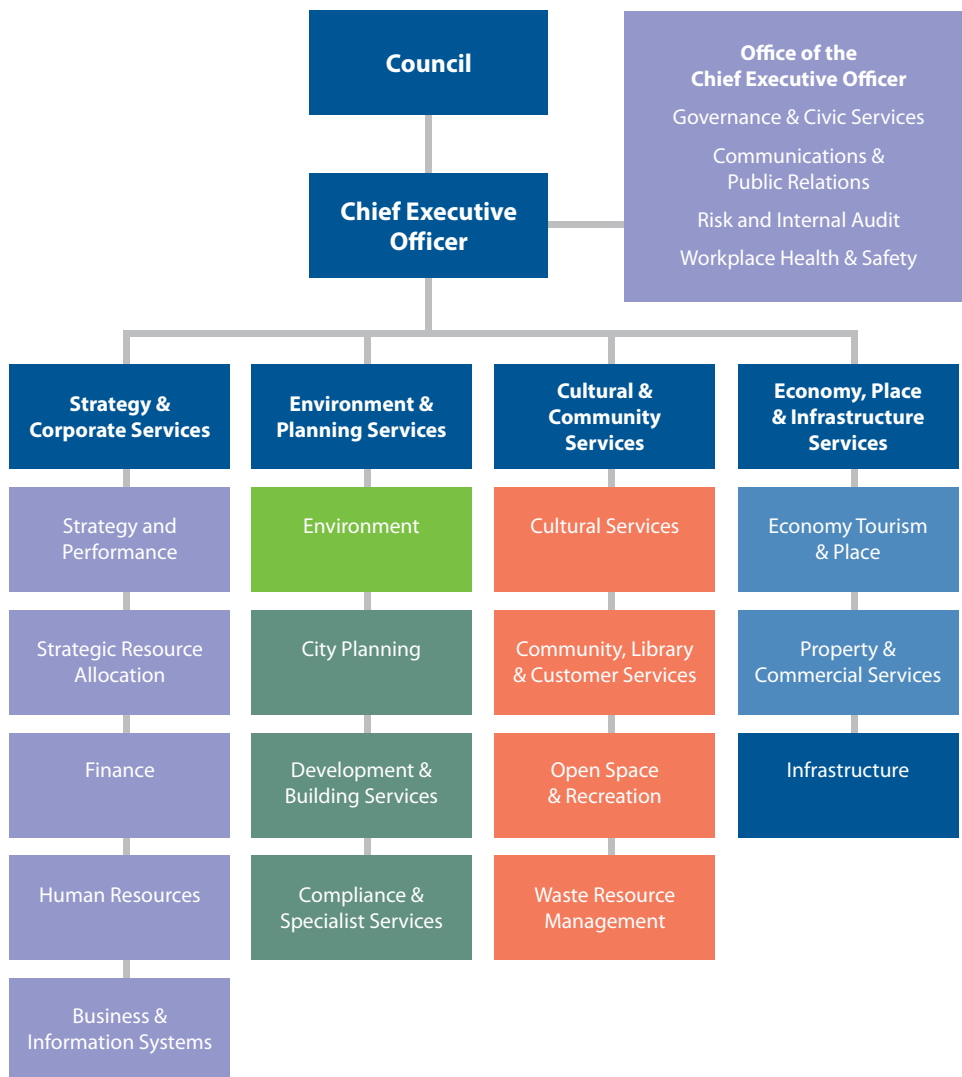 Council
Office of the
Chief Executive Officer
Governance & Civic Services
Communications &
Public Relations
Risk and Internal Audit
Workplace Health & Safety
Chief Executive
Officer
Strategy &
Corporate Services
Strategy and
Performance
Strategic Resource
Allocation
Finance
Human Resources
Business &
Information Systems
Environment &
Planning Services
Environment
City Planning
Development &
Building Services
Compliance &
Specialist Services
Cultural &
Community
Services
Cultural Services
Community, Library
& Customer Services
Open Space
& Recreation
Waste Resource
Management
Economy, Place
& Infrastructure
Services
Economy Tourism
& Place
Property &
Commercial Services
Infrastructure